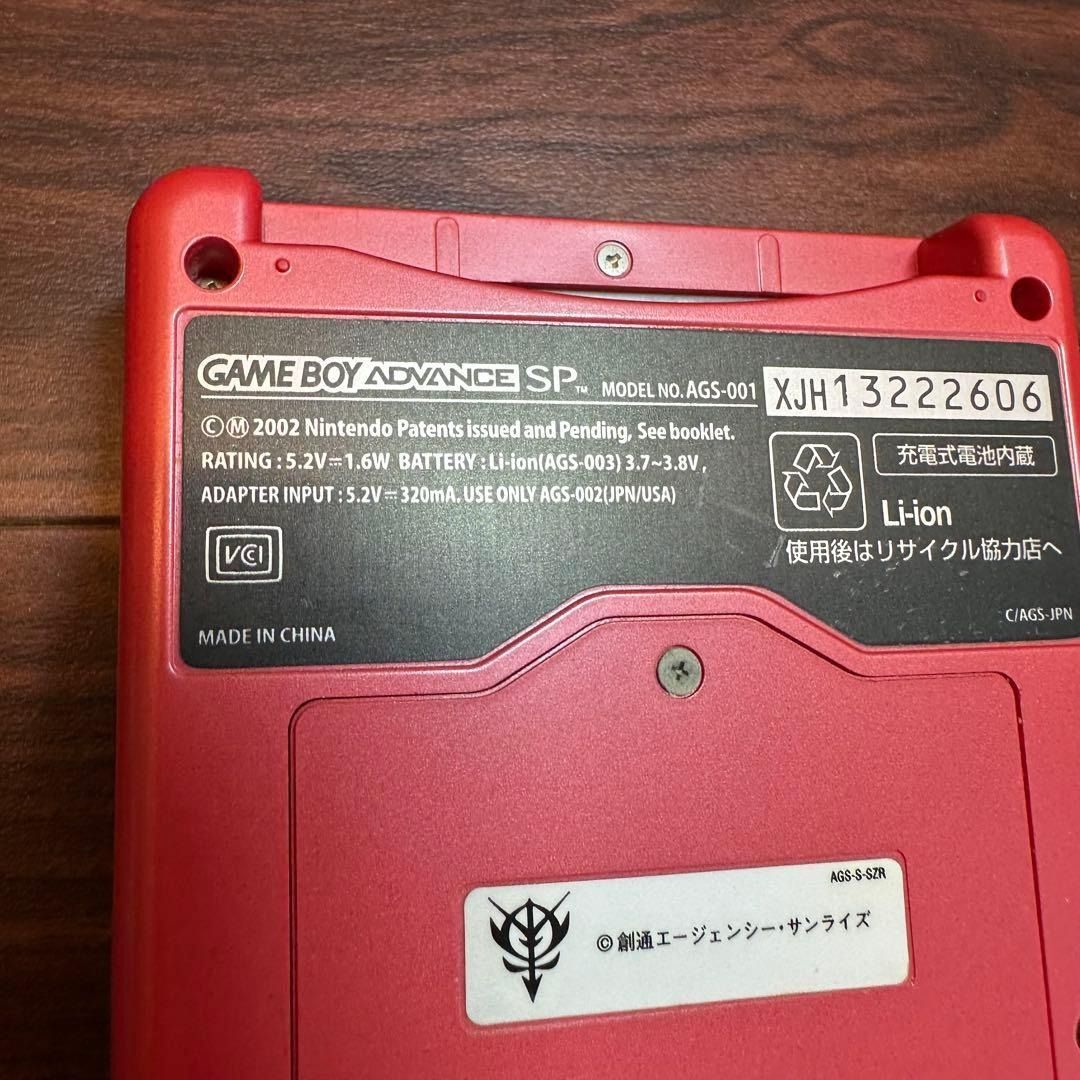 GAME BOY ADVANCE SP™ MODEL NO. AGS-001 XJH13222606
©Ⓜ 2002 Nintendo Patents issued and Pending, See booklet.
RATING : 5.2V⎓1.6W BATTERY : Li-ion(AGS-003) 3.7~3.8V ,
ADAPTER INPUT : 5.2V⎓320mA. USE ONLY AGS-002(JPN/USA)
VCI
MADE IN CHINA
充電式電池内蔵
Li-ion
使用後はリサイクル協力店へ
C/AGS-JPN
AGS-S-SZR
©創通エージェンシー・サンライズ